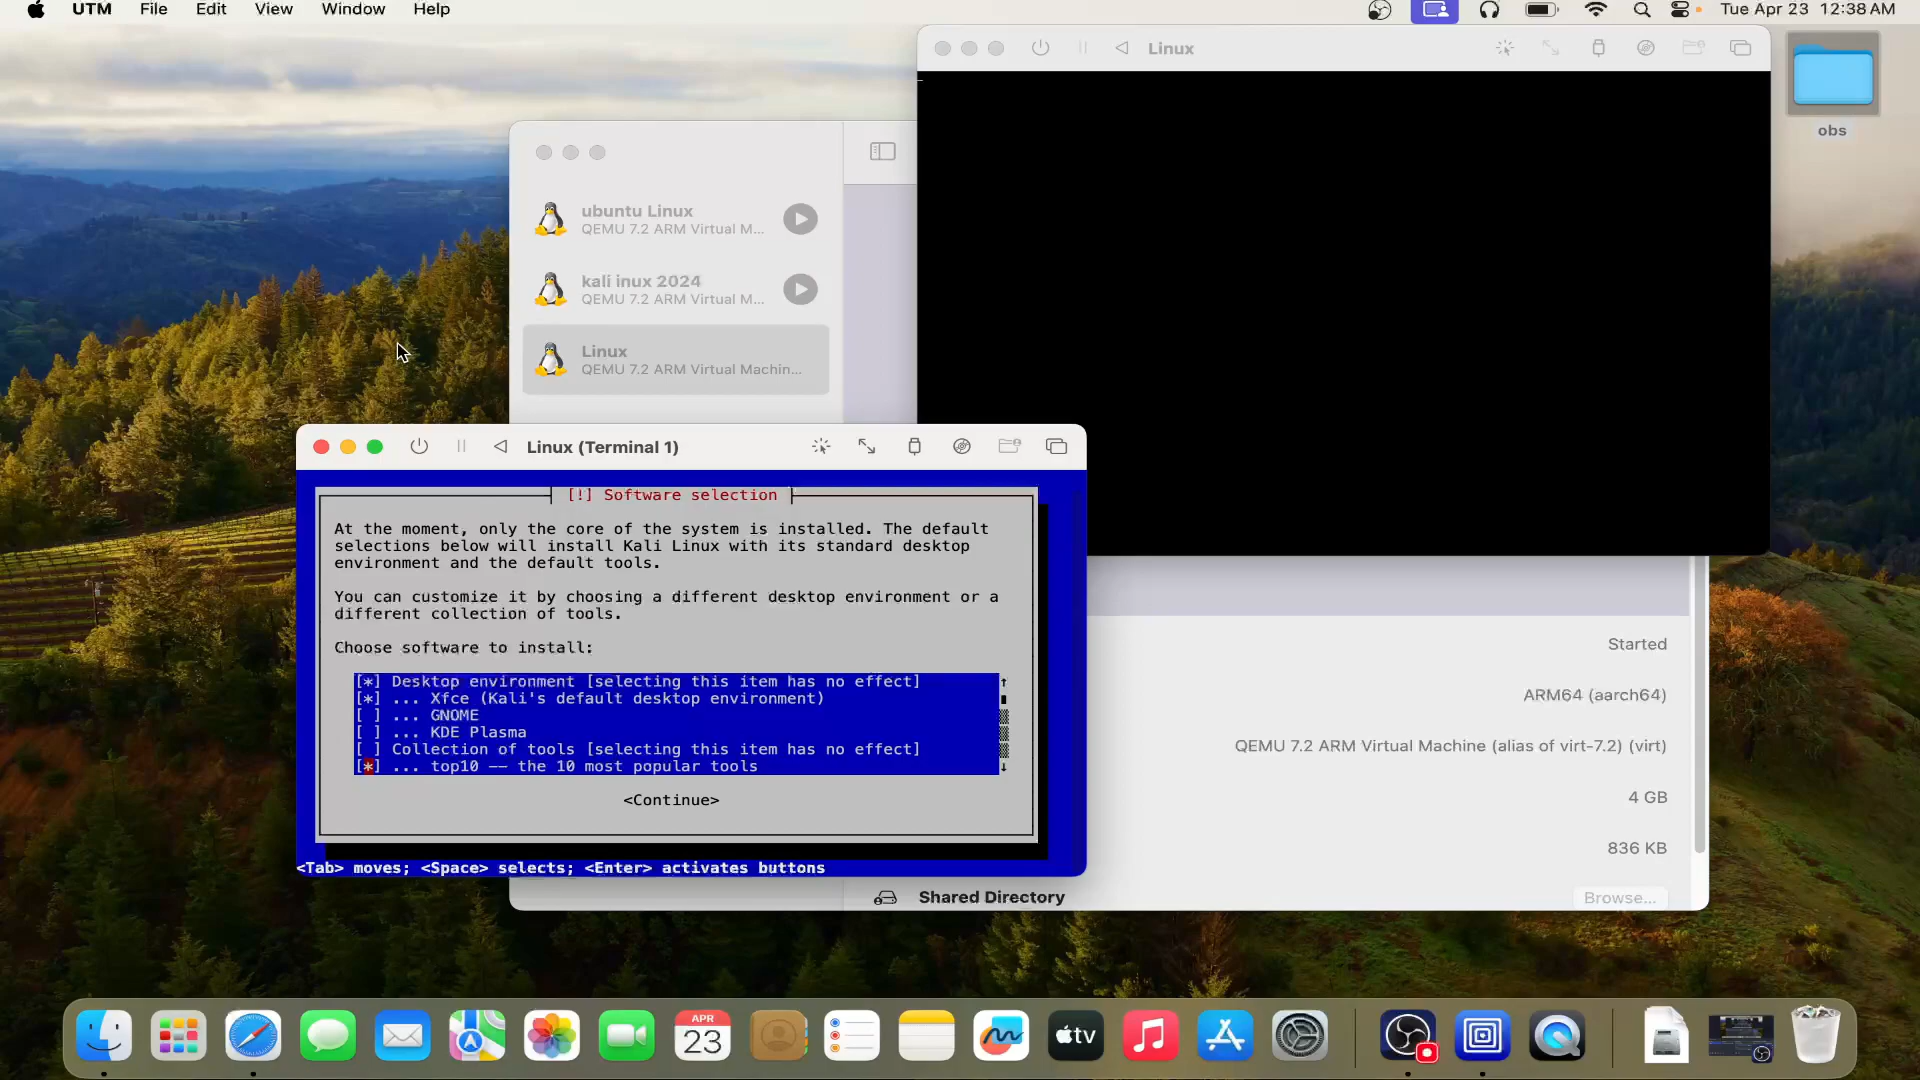 UTM File Edit View Window Help
Tue Apr 23 12:38 AM
Linux
obs
ubuntu Linux
QEMU 7.2 ARM Virtual M...
kali inux 2024
QEMU 7.2 ARM Virtual M...
Linux
QEMU 7.2 ARM Virtual Machin...
Linux (Terminal 1)
[!] Software selection
At the moment, only the core of the system is installed. The default
selections below will install Kali Linux with its standard desktop
environment and the default tools.
You can customize it by choosing a different desktop environment or a
different collection of tools.
Choose software to install:
[*] Desktop environment [selecting this item has no effect]
[*] ... Xfce (Kali's default desktop environment)
[ ] ... GNOME
[ ] ... KDE Plasma
[ ] Collection of tools [selecting this item has no effect]
[*] ... top10 -- the 10 most popular tools
<Continue>
<Tab> moves; <Space> selects; <Enter> activates buttons
Started
ARM64 (aarch64)
QEMU 7.2 ARM Virtual Machine (alias of virt-7.2) (virt)
4 GB
836 KB
Shared Directory
Browse...
APR
23
tv